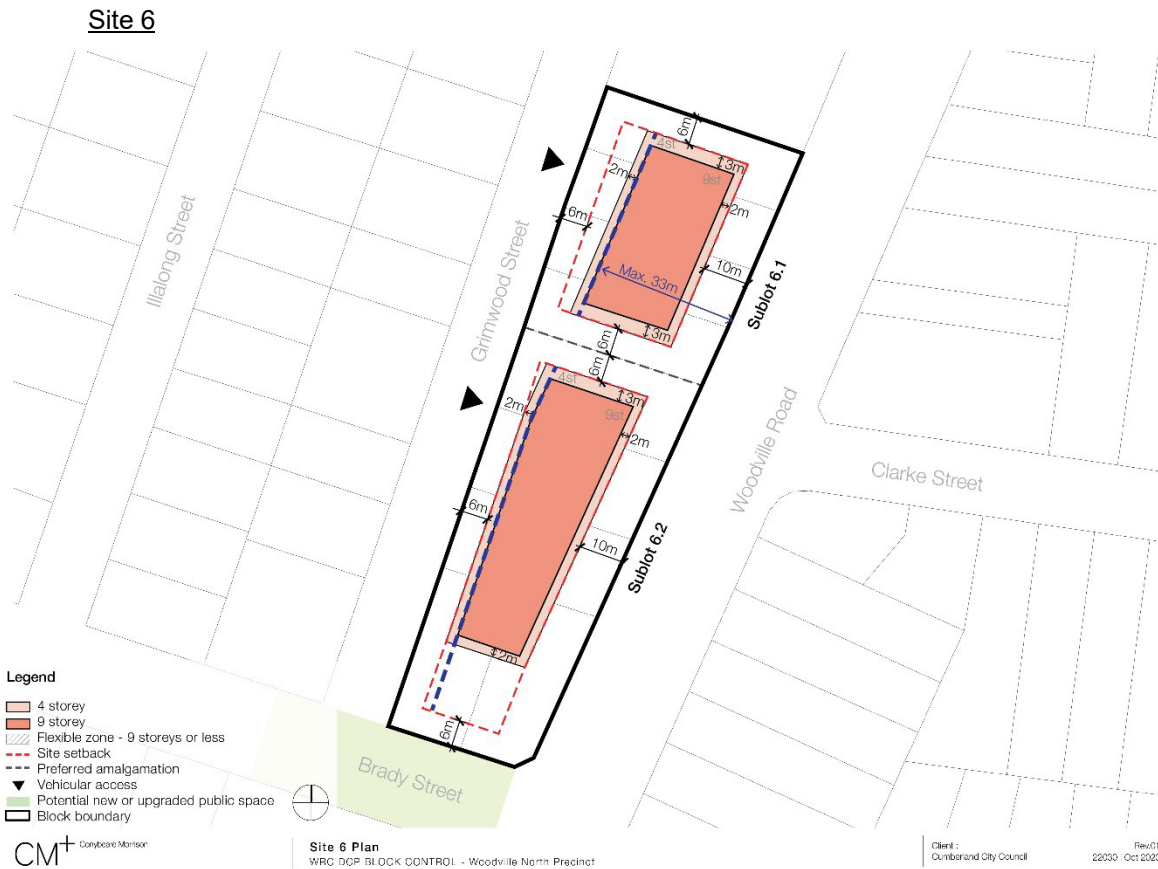 Site 6
Illalong Street
Grimwood Street
Woodville Road
Clarke Street
Brady Street
Sublot 6.1
Sublot 6.2
6m
4st
3m
9st
2m
2m
6m
10m
Max. 33m
3m
6m
6m
4st
3m
9st
2m
2m
6m
10m
2m
6m
Legend
4 storey
9 storey
Flexible zone - 9 storeys or less
Site setback
Preferred amalgamation
Vehicular access
Potential new or upgraded public space
Block boundary
CM+ Conybeare Morrison
Site 6 Plan
WRC DCP BLOCK CONTROL - Woodville North Precinct
Client :
Cumberland City Council
Rev.01
22030 | Oct 2020